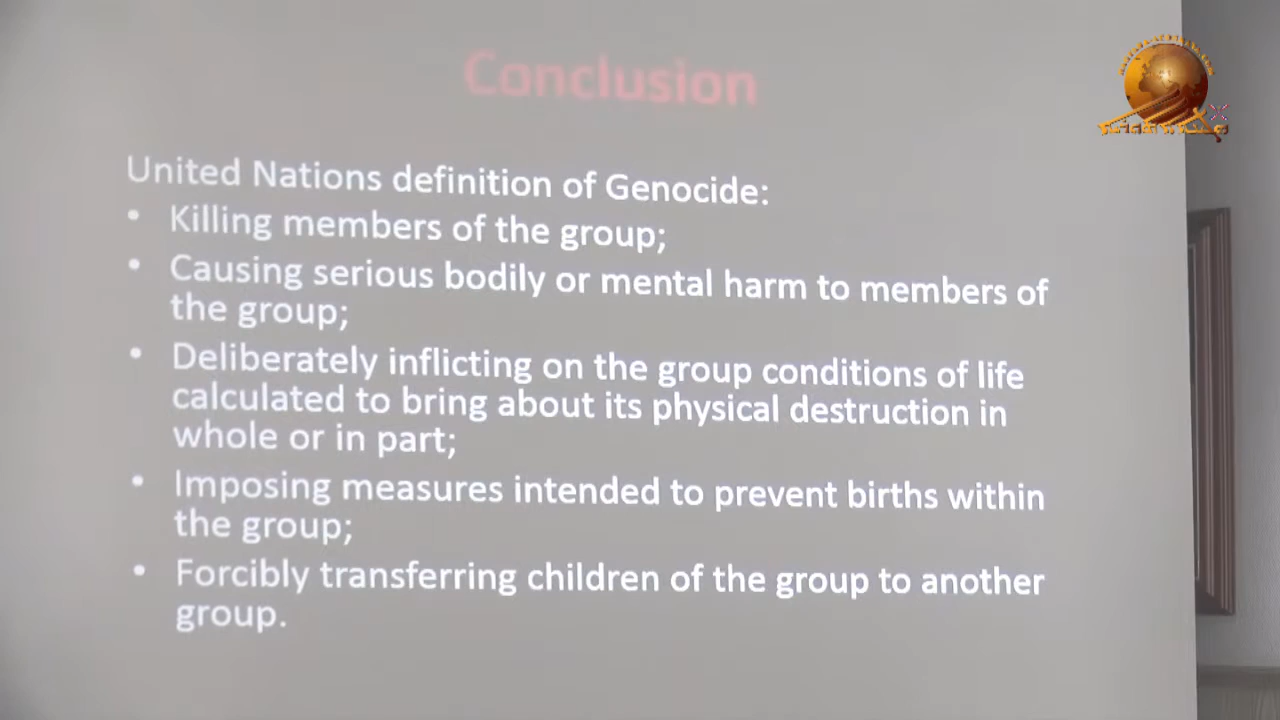 Conclusion
United Nations definition of Genocide:
• Killing members of the group;
• Causing serious bodily or mental harm to members of
the group;
• Deliberately inflicting on the group conditions of life
calculated to bring about its physical destruction in
whole or in part;
• Imposing measures intended to prevent births within
the group;
• Forcibly transferring children of the group to another
group.